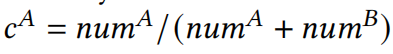 c^A = num^A/(num^A + num^B)